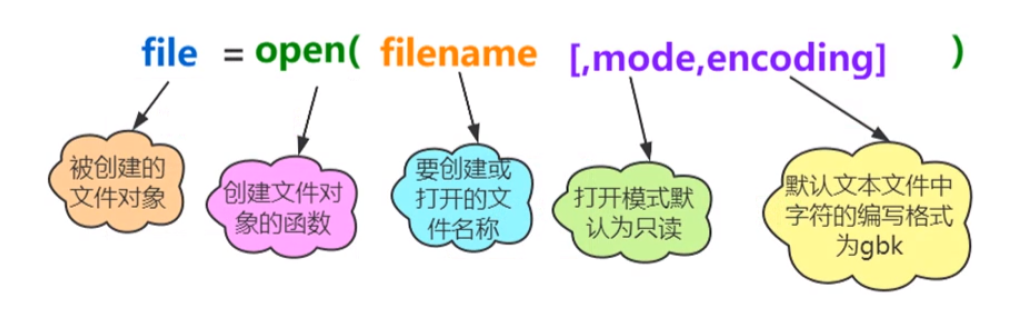 file = open( filename [,mode,encoding] )
被创建的
文件对象
创建文件对
象的函数
要创建或
打开的文
件名称
打开模式默
认为只读
默认文本文件中
字符的编写格式
为gbk